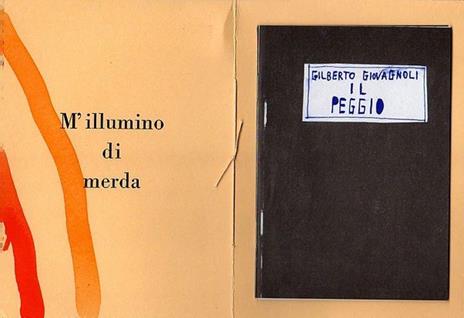 M'illumino
di
merda
GILBERTO GIOVAGNOLI
IL
PEGGIO